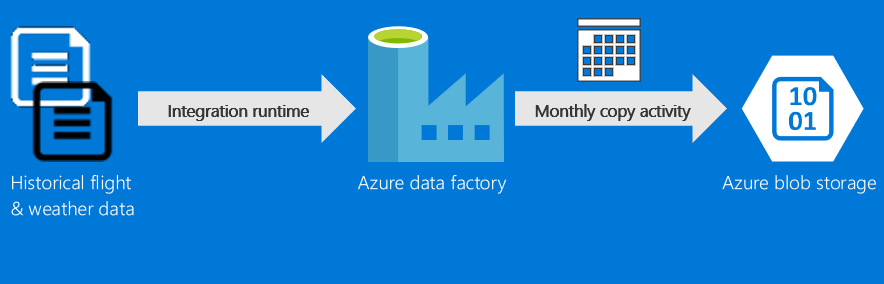 Integration runtime
Monthly copy activity
10
01
Historical flight
& weather data
Azure data factory
Azure blob storage